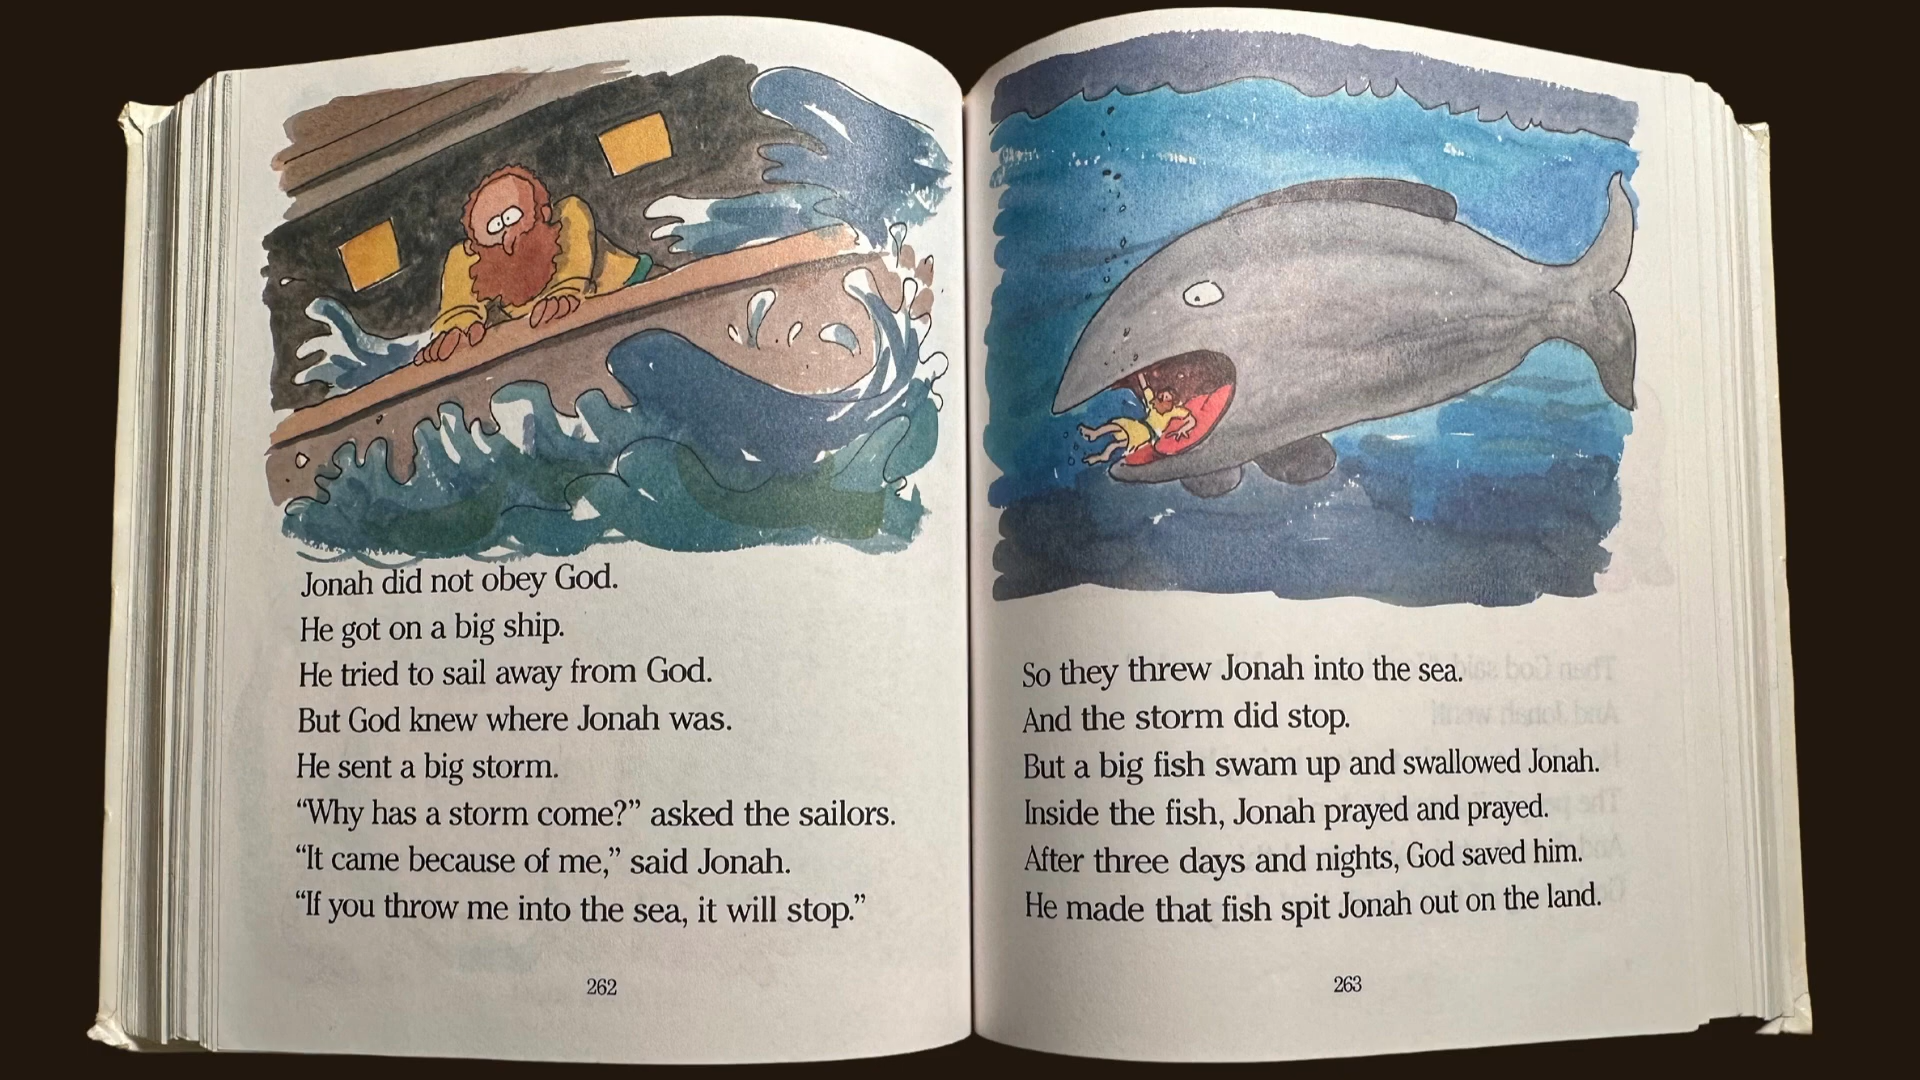 Jonah did not obey God.
He got on a big ship.
He tried to sail away from God.
But God knew where Jonah was.
He sent a big storm.
“Why has a storm come?” asked the sailors.
“It came because of me,” said Jonah.
“If you throw me into the sea, it will stop.”
262
So they threw Jonah into the sea.
And the storm did stop.
But a big fish swam up and swallowed Jonah.
Inside the fish, Jonah prayed and prayed.
After three days and nights, God saved him.
He made that fish spit Jonah out on the land.
263